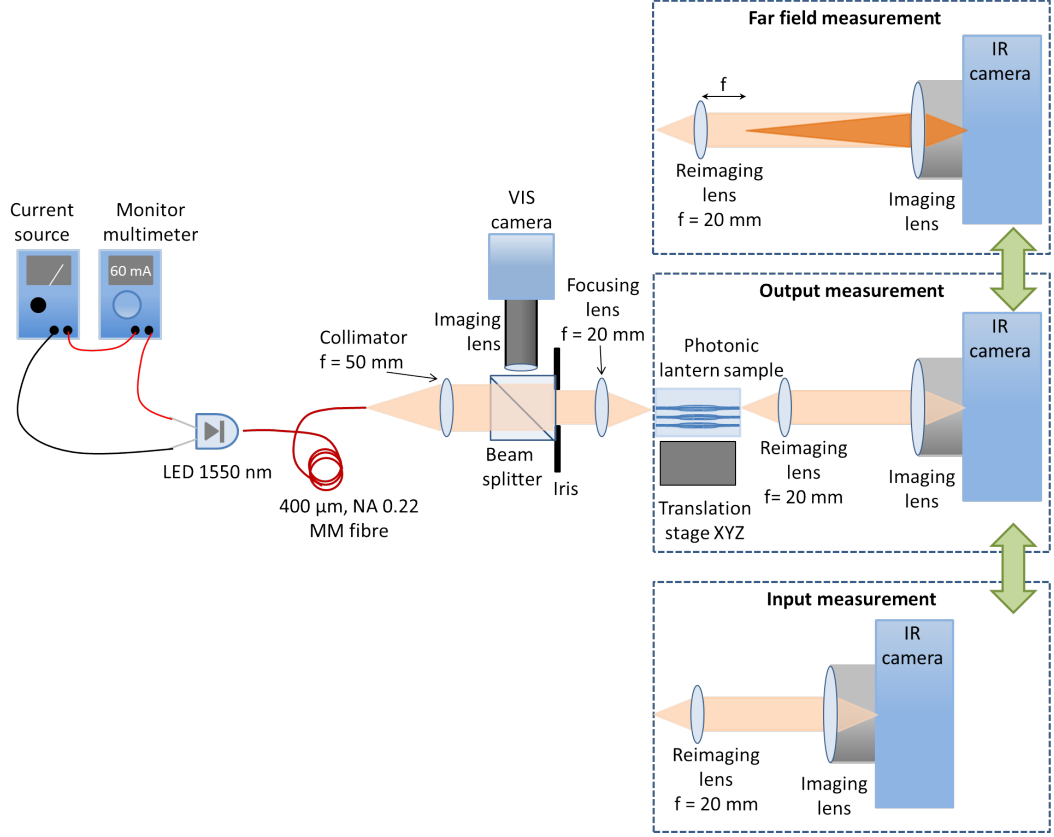 Far field measurement
IR
camera
f
Reimaging
lens
f = 20 mm
Imaging
lens
Current
source
Monitor
multimeter
60 mA
VIS
camera
Imaging
lens
Focusing
lens
f = 20 mm
Collimator
f = 50 mm
Beam
splitter
Iris
LED 1550 nm
400 µm, NA 0.22
MM fibre
Output measurement
IR
camera
Photonic
lantern sample
Reimaging
lens
f= 20 mm
Imaging
lens
Translation
stage XYZ
Input measurement
IR
camera
Reimaging
lens
f = 20 mm
Imaging
lens